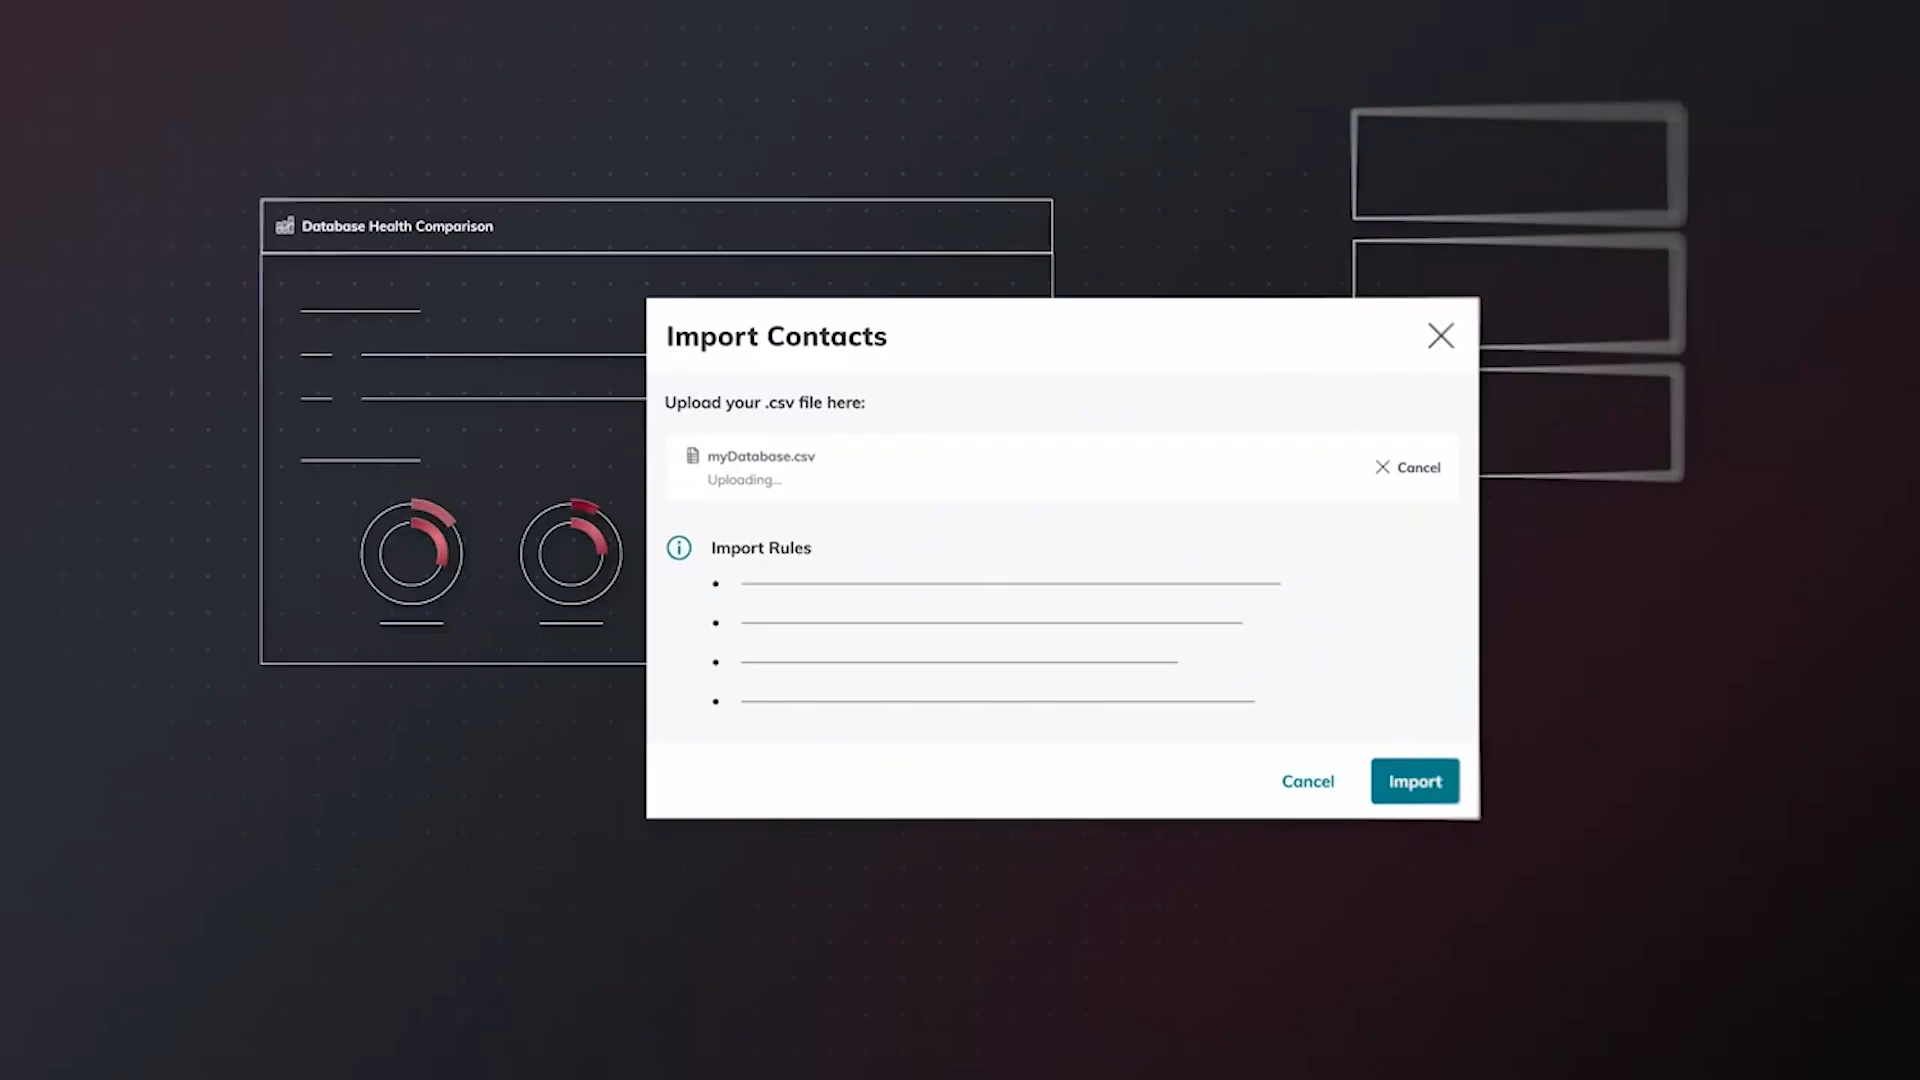 Database Health Comparison
Import Contacts
Upload your .csv file here:
myDatabase.csv
Uploading...
Cancel
Import Rules
Cancel
Import